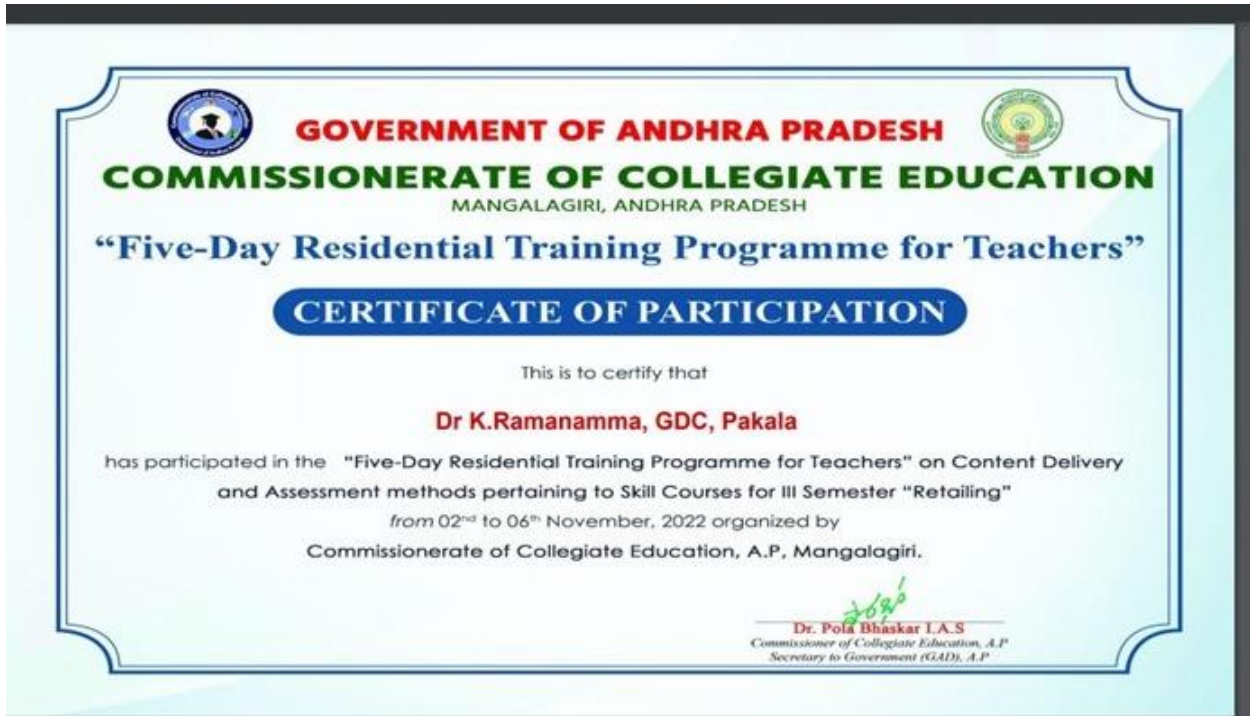 GOVERNMENT OF ANDHRA PRADESH
COMMISSIONERATE OF COLLEGIATE EDUCATION
MANGALAGIRI, ANDHRA PRADESH
“Five-Day Residential Training Programme for Teachers”
CERTIFICATE OF PARTICIPATION
This is to certify that
Dr K.Ramanamma, GDC, Pakala
has participated in the "Five-Day Residential Training Programme for Teachers" on Content Delivery
and Assessment methods pertaining to Skill Courses for III Semester "Retailing"
from 02nd to 06th November, 2022 organized by
Commissionerate of Collegiate Education, A.P, Mangalagiri.
Dr. Pola Bhaskar I.A.S
Commissioner of Collegiate Education, A.P
Secretary to Government (GAD), A.P